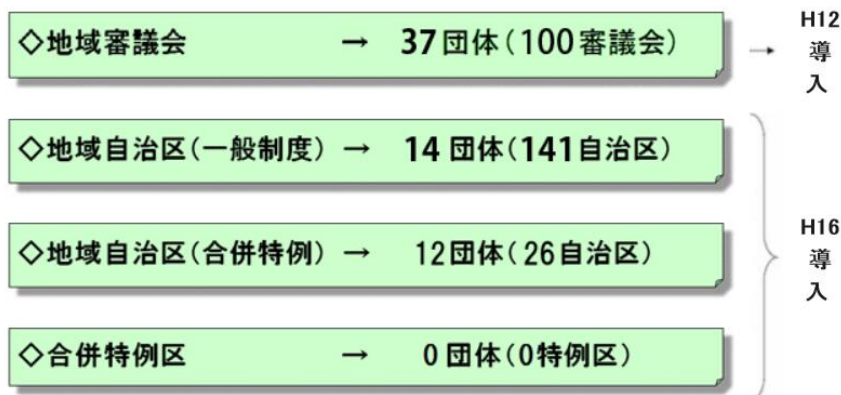 ◇地域審議会 → 37団体(100審議会) → H12
導
入
◇地域自治区(一般制度) → 14団体(141自治区)
◇地域自治区(合併特例) → 12団体(26自治区)
H16
導
入
◇合併特例区 → 0団体(0特例区)